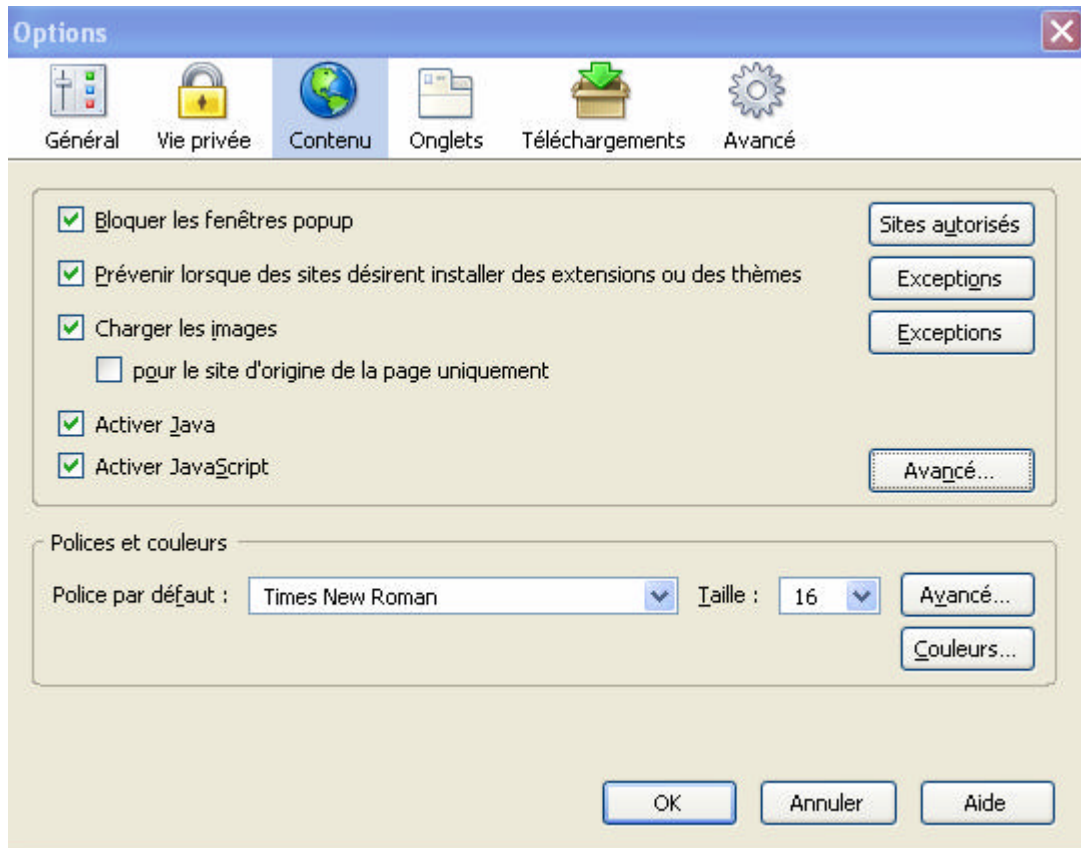 Options
Général Vie privée Contenu Onglets Téléchargements Avancé
Bloquer les fenêtres popup Sites autorisés
Prévenir lorsque des sites désirent installer des extensions ou des thèmes Exceptions
Charger les images Exceptions
pour le site d'origine de la page uniquement
Activer Java
Activer JavaScript Avancé...
Polices et couleurs
Police par défaut : Times New Roman Taille : 16 Avancé...
Couleurs...
OK Annuler Aide